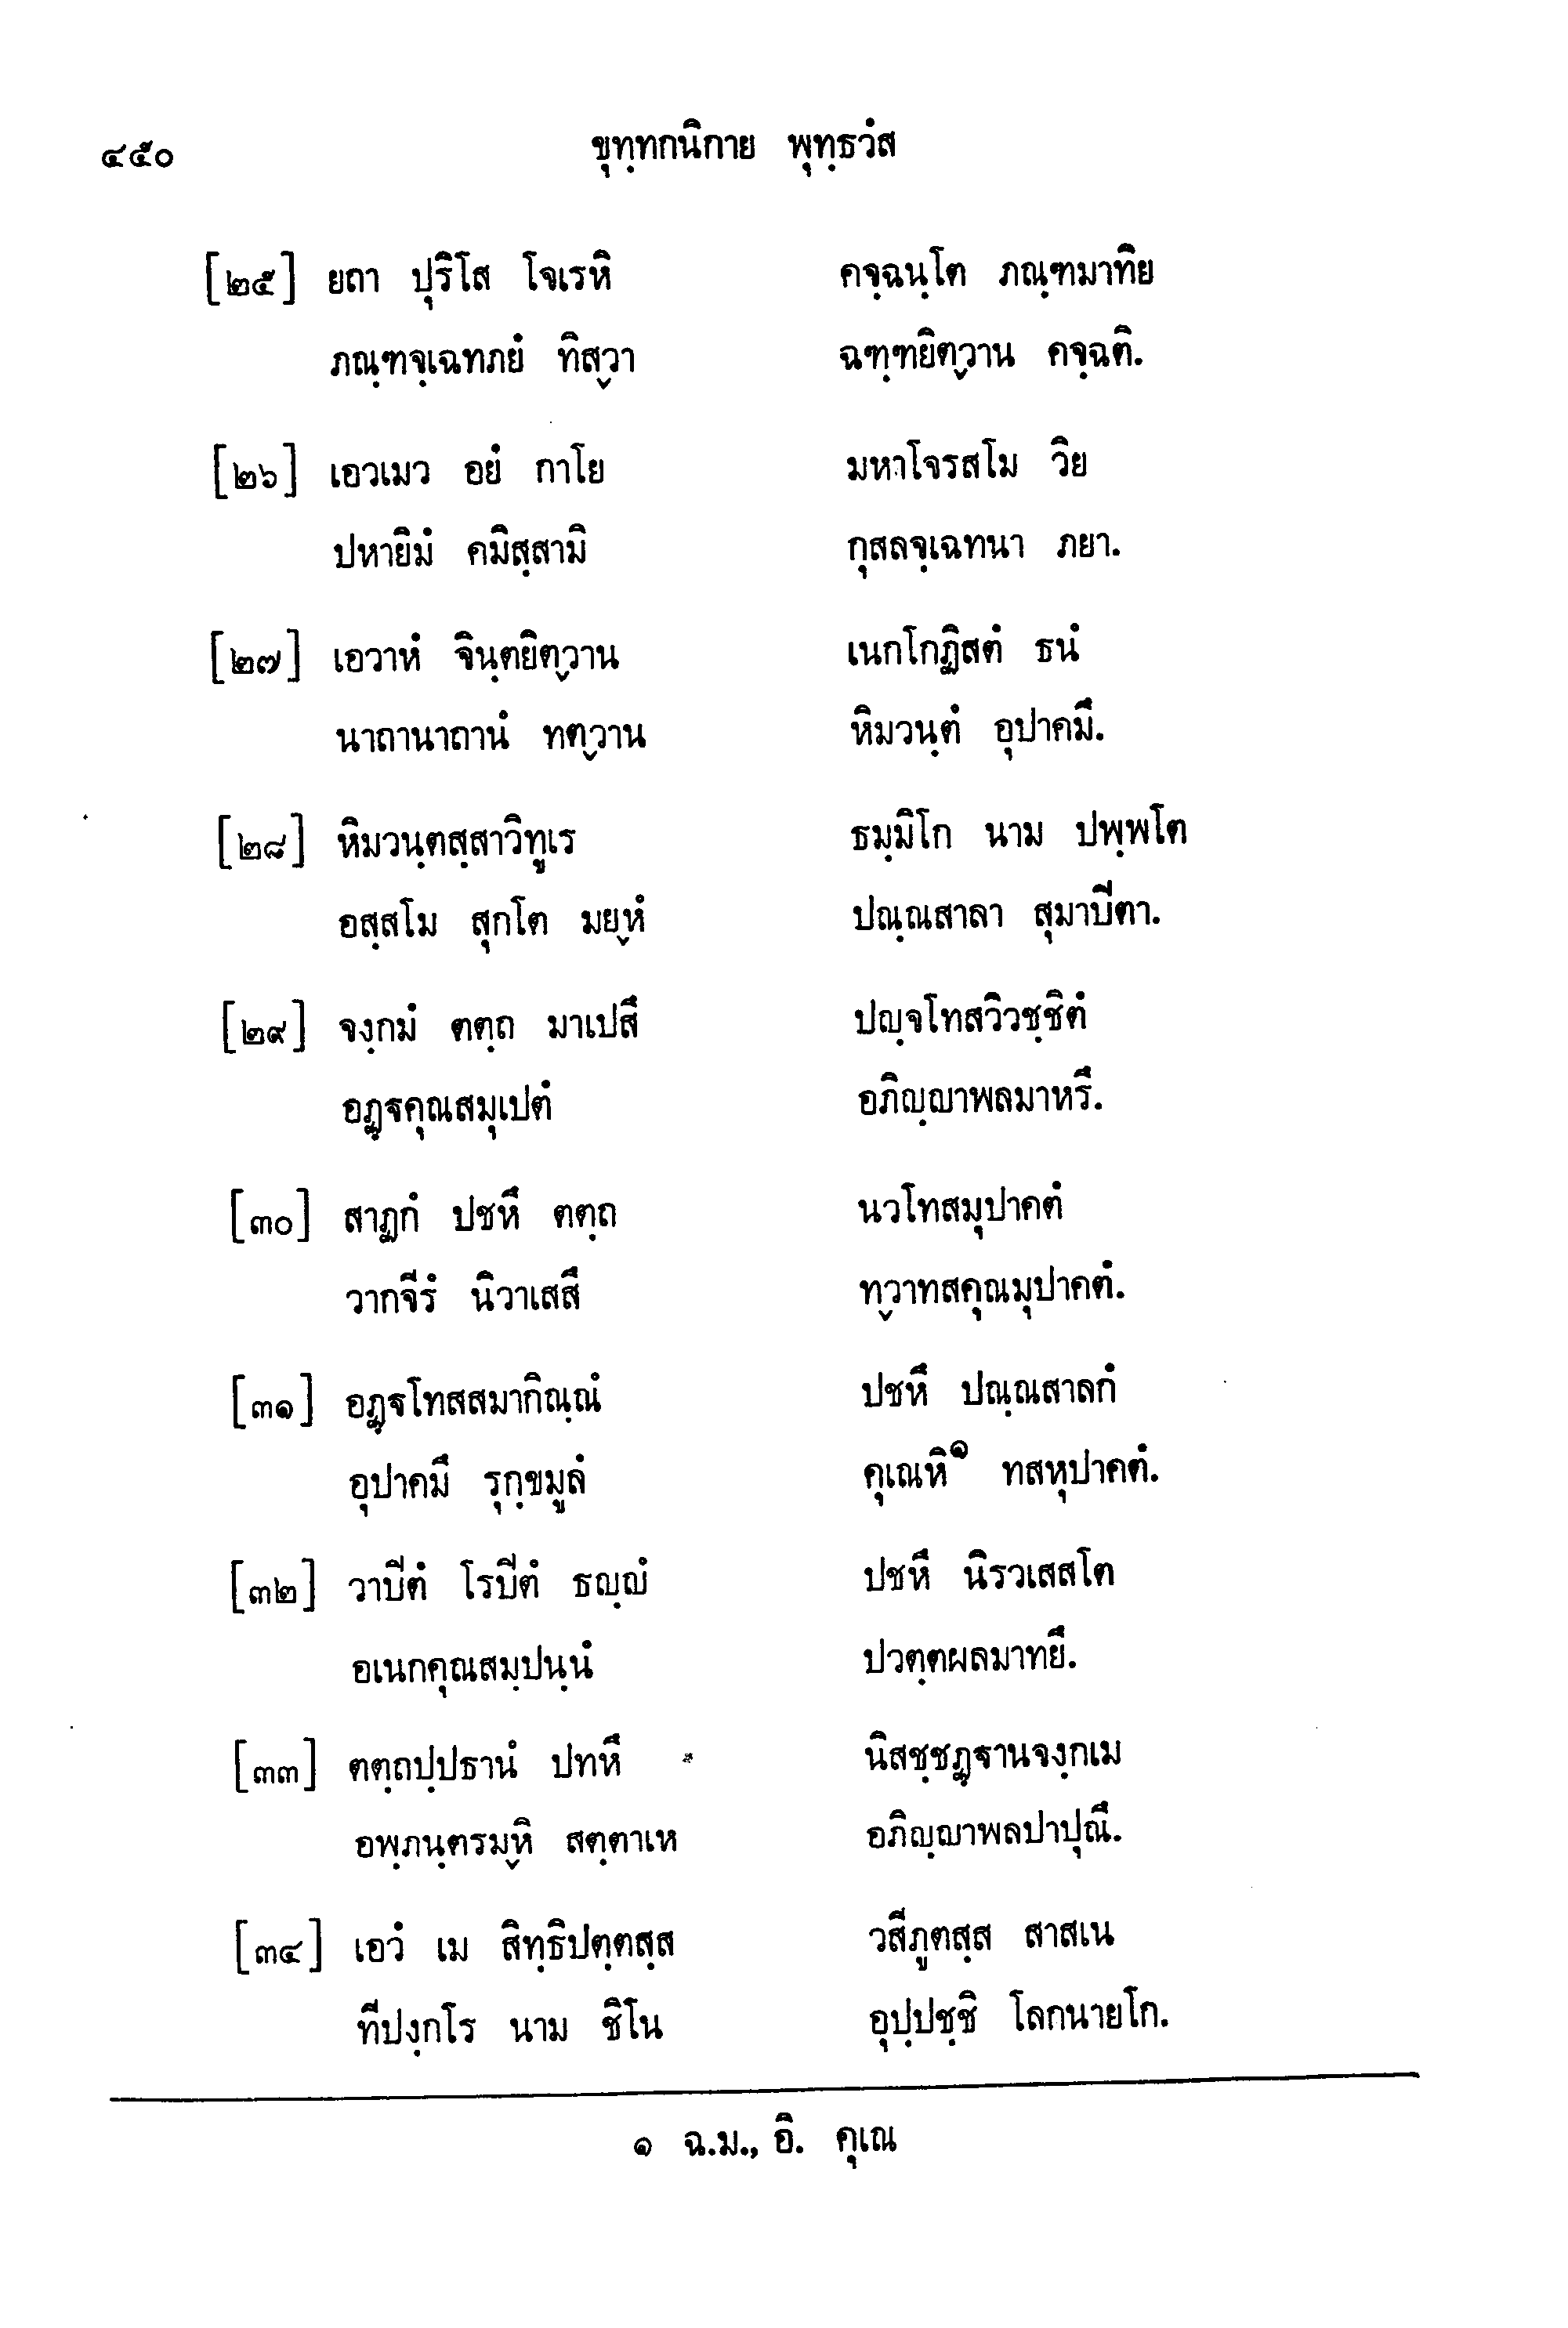 ๔๕๐ ขุทฺทกนิกาย พุทฺธวํส
[๒๕] ยถา ปุริโส โจเรหิ คจฺฉนฺโต ภณฺฑมาทิย
ภณฺฑจฺเฉทภยํ ทิสฺวา ฉฑฺฑยิตฺวาน คจฺฉติ.
[๒๖] เอวเมว อยํ กาโย มหาโจรสโม วิย
ปหายิมํ คมิสฺสามิ กุสลจฺเฉทนา ภยา.
[๒๗] เอวาหํ จินฺตยิตฺวาน เนกโกฏิสตํ ธนํ
นาถานาถานํ ทตฺวาน หิมวนฺตํ อุปาคมึ.
[๒๘] หิมวนฺตสฺสาวิทูเร ธมฺมิโก นาม ปพฺพโต
อสฺสโม สุกโต มยฺหํ ปณฺณสาลา สุมาปิตา.
[๒๙] จงฺกมํ ตตฺถ มาเปสึ ปญฺจโทสวิวชฺชิตํ
อฏฺฐคุณสมุเปตํ อภิญฺญาพลมาหรึ.
[๓๐] สาฏกํ ปชหึ ตตฺถ นวโทสมุปาคตํ
วากจีรํ นิวาเสสึ ทฺวาทสคุณมุปาคตํ.
[๓๑] อฏฺฐโทสสมากิณฺณํ ปชหึ ปณฺณสาลกํ
อุปาคมึ รุกฺขมูลํ คุเณหิ๑ ทสหุปาคตํ.
[๓๒] วาปิตํ โรปิตํ ธญฺญํ ปชหึ นิรวเสสโต
อเนกคุณสมฺปนฺนํ ปวตฺตผลมาทยึ.
[๓๓] ตตฺถปฺปธานํ ปทหึ นิสชฺชฏฺฐานจงฺกเม
อพฺภนฺตรมฺหิ สตฺตาเห อภิญฺญาพลปาปุณึ.
[๓๔] เอวํ เม สิทฺธิปตฺตสฺส วสีภูตสฺส สาสเน
ทีปงฺกโร นาม ชิโน อุปฺปชฺชิ โลกนายโก.
๑ ฉ.ม., อิ. คุเณ